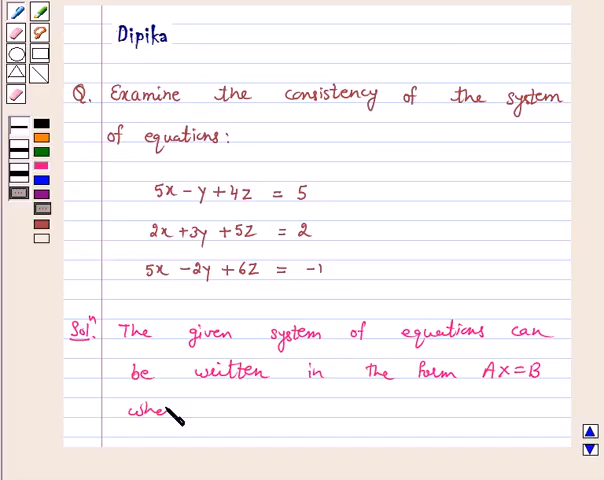 Dipika
Q. Examine the consistency of the system
of equations:
5x - y + 4z = 5
2x + 3y + 5z = 2
5x - 2y + 6z = -1
Solⁿ. The given system of equations can
be written in the form AX = B
whe